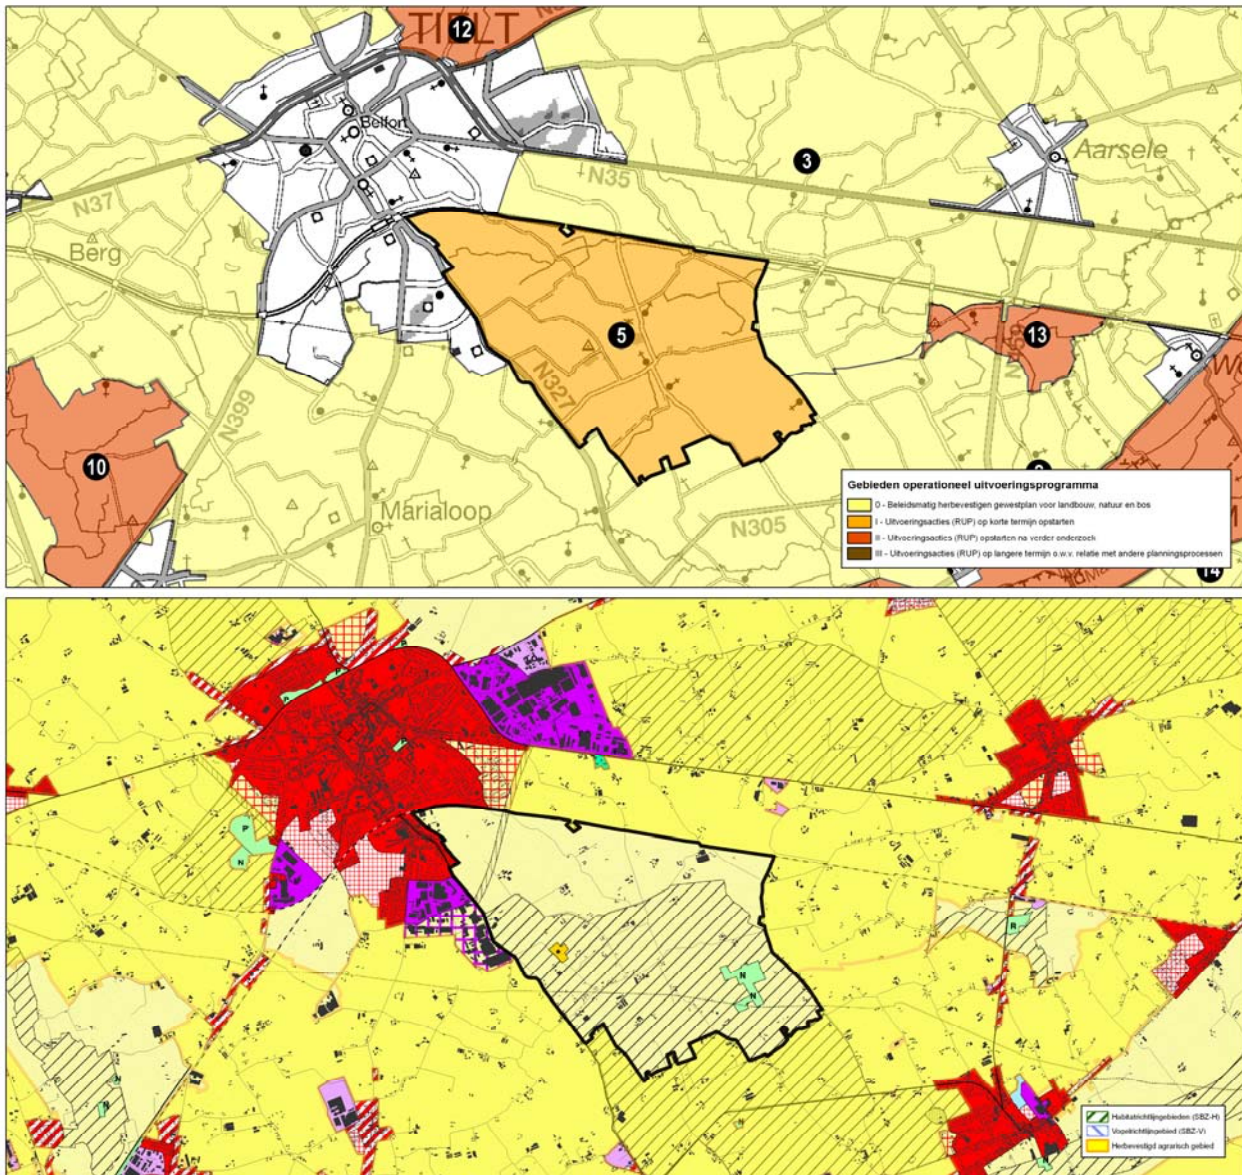 TIELT
12
Belfort
3
Aarsele
N35
N37
Berg
5
13
N327
N399
10
Marialoop
N305
Gebieden operationeel uitvoeringsprogramma
0 - Beleidsmatig herbevestigen gewestplan voor landbouw, natuur en bos
I - Uitvoeringsacties (RUP) op korte termijn opstarten
II - Uitvoeringsacties (RUP) opstarten na verder onderzoek
III - Uitvoeringsacties (RUP) op langere termijn o.w.v. relatie met andere planningsprocessen
14
P
P
N
R
N
N
N
N
Habitatrichtlijngebieden (SBZ-H)
Vogelrichtlijngebied (SBZ-V)
Herbevestigd agrarisch gebied